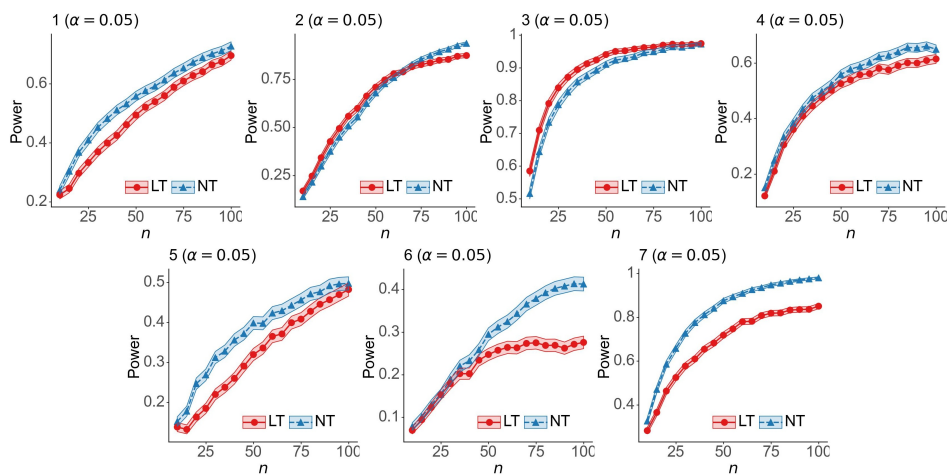 1 (α = 0.05)
Power
0.6
0.4
0.2
25
50
75
100
n
LT
NT
2 (α = 0.05)
Power
0.75
0.50
0.25
25
50
75
100
n
LT
NT
3 (α = 0.05)
Power
1
0.9
0.8
0.7
0.6
0.5
25
50
75
100
n
LT
NT
4 (α = 0.05)
Power
0.6
0.4
0.2
25
50
75
100
n
LT
NT
5 (α = 0.05)
Power
0.5
0.4
0.3
0.2
25
50
75
100
n
LT
NT
6 (α = 0.05)
Power
0.4
0.3
0.2
0.1
25
50
75
100
n
LT
NT
7 (α = 0.05)
Power
1
0.8
0.6
0.4
25
50
75
100
n
LT
NT